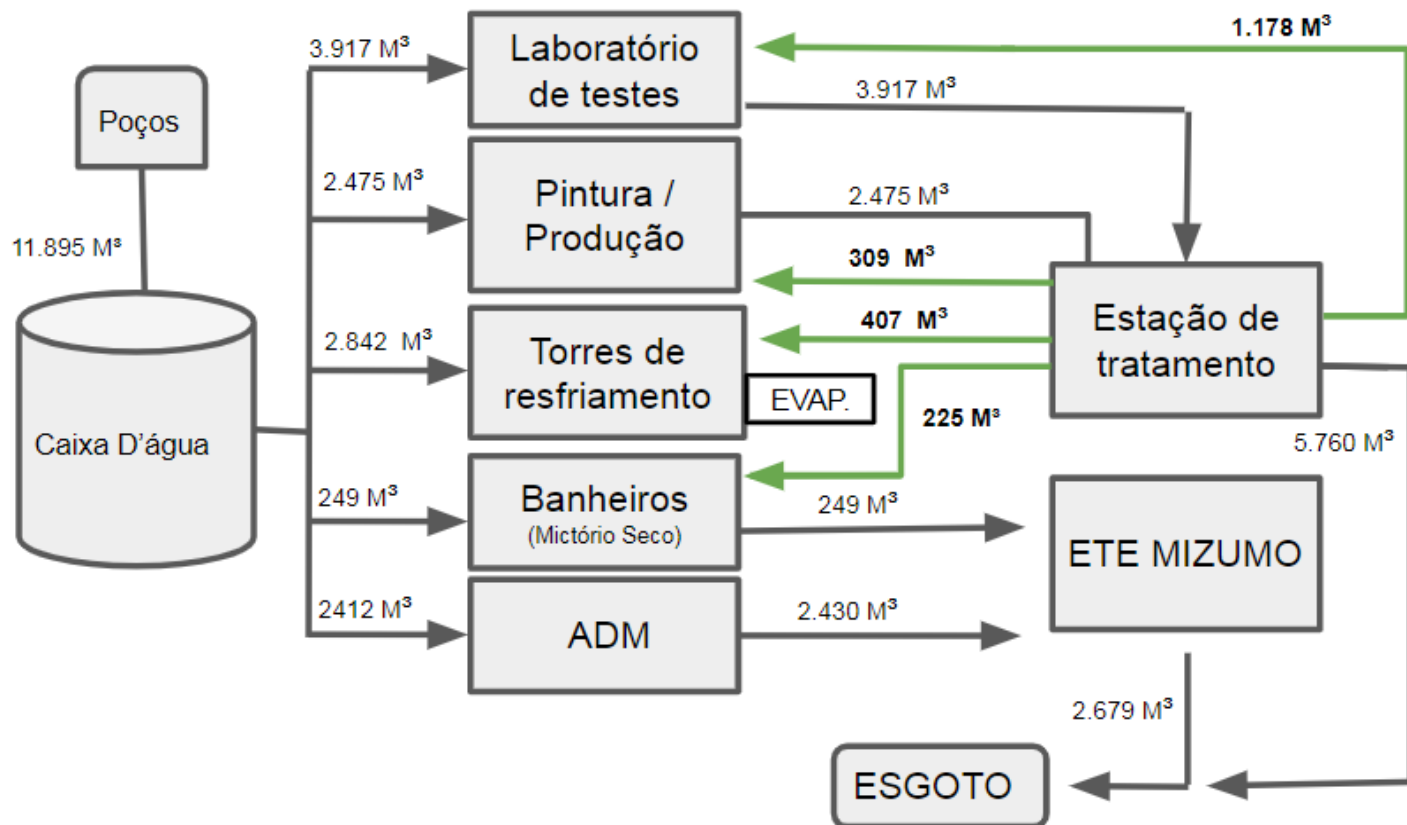 3.917 M³
Laboratório
de testes
1.178 M³
3.917 M³
Poços
2.475 M³
Pintura /
Produção
2.475 M³
11.895 M³
309 M³
407 M³
Estação de
tratamento
2.842 M³
Torres de
resfriamento
EVAP.
225 M³
Caixa D'água
5.760 M³
249 M³
Banheiros
(Mictório Seco)
249 M³
ETE MIZUMO
2412 M³
ADM
2.430 M³
2.679 M³
ESGOTO